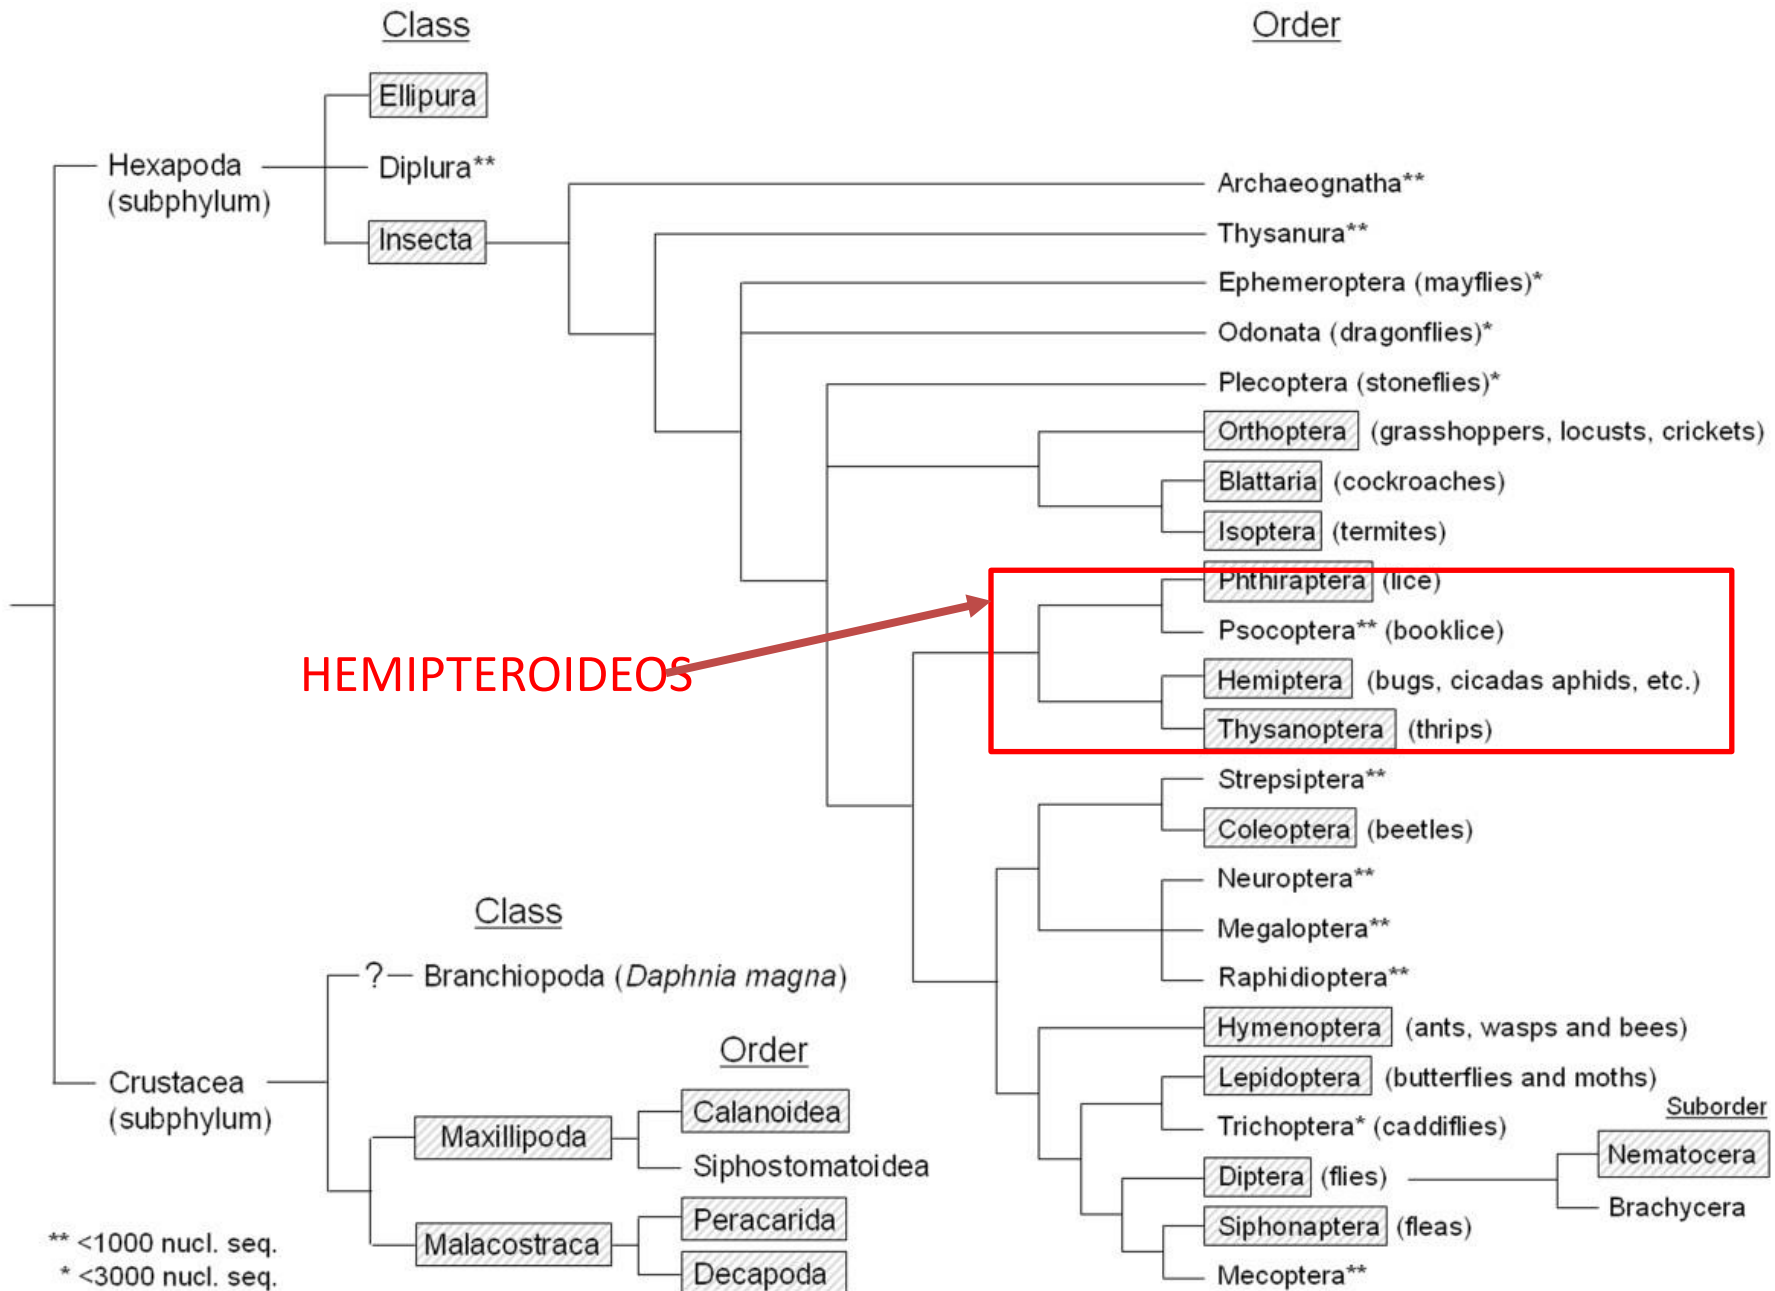 Class
Order
Ellipura
Hexapoda
(subphylum)
Diplura**
Insecta
Archaeognatha**
Thysanura**
Ephemeroptera (mayflies)*
Odonata (dragonflies)*
Plecoptera (stoneflies)*
Orthoptera (grasshoppers, locusts, crickets)
Blattaria (cockroaches)
Isoptera (termites)
Phthiraptera (lice)
Psocoptera** (booklice)
HEMIPTEROIDEOS
Hemiptera (bugs, cicadas aphids, etc.)
Thysanoptera (thrips)
Strepsiptera**
Coleoptera (beetles)
Neuroptera**
Megaloptera**
Raphidioptera**
Hymenoptera (ants, wasps and bees)
Lepidoptera (butterflies and moths)
Trichoptera* (caddiflies)
Diptera (flies)
Suborder
Nematocera
Brachycera
Siphonaptera (fleas)
Mecoptera**
Class
? Branchiopoda (Daphnia magna)
Order
Crustacea
(subphylum)
Maxillipoda
Calanoidea
Siphostomatoidea
Malacostraca
Peracarida
Decapoda
** <1000 nucl. seq.
* <3000 nucl. seq.